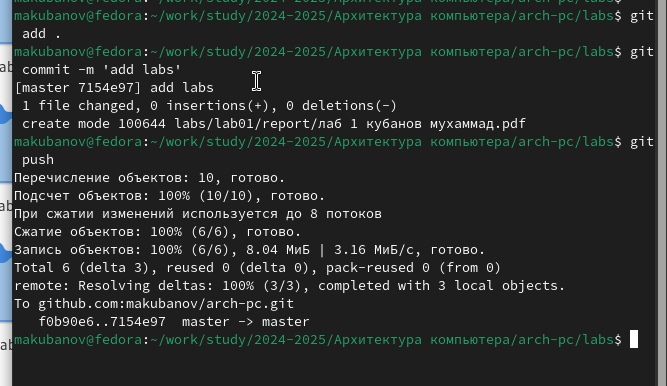 makubanov@fedora:~/work/study/2024-2025/Архитектура компьютера/arch-pc/labs$ git
add .
makubanov@fedora:~/work/study/2024-2025/Архитектура компьютера/arch-pc/labs$ git
commit -m 'add labs'
[master 7154e97] add labs
1 file changed, 0 insertions(+), 0 deletions(-)
create mode 100644 labs/lab01/report/лаб 1 кубанов мухаммад.pdf
makubanov@fedora:~/work/study/2024-2025/Архитектура компьютера/arch-pc/labs$ git
push
Перечисление объектов: 10, готово.
Подсчет объектов: 100% (10/10), готово.
При сжатии изменений используется до 8 потоков
Сжатие объектов: 100% (6/6), готово.
Запись объектов: 100% (6/6), 8.04 МиБ | 3.16 МиБ/с, готово.
Total 6 (delta 3), reused 0 (delta 0), pack-reused 0 (from 0)
remote: Resolving deltas: 100% (3/3), completed with 3 local objects.
To github.com:makubanov/arch-pc.git
f0b90e6..7154e97  master -> master
makubanov@fedora:~/work/study/2024-2025/Архитектура компьютера/arch-pc/labs$